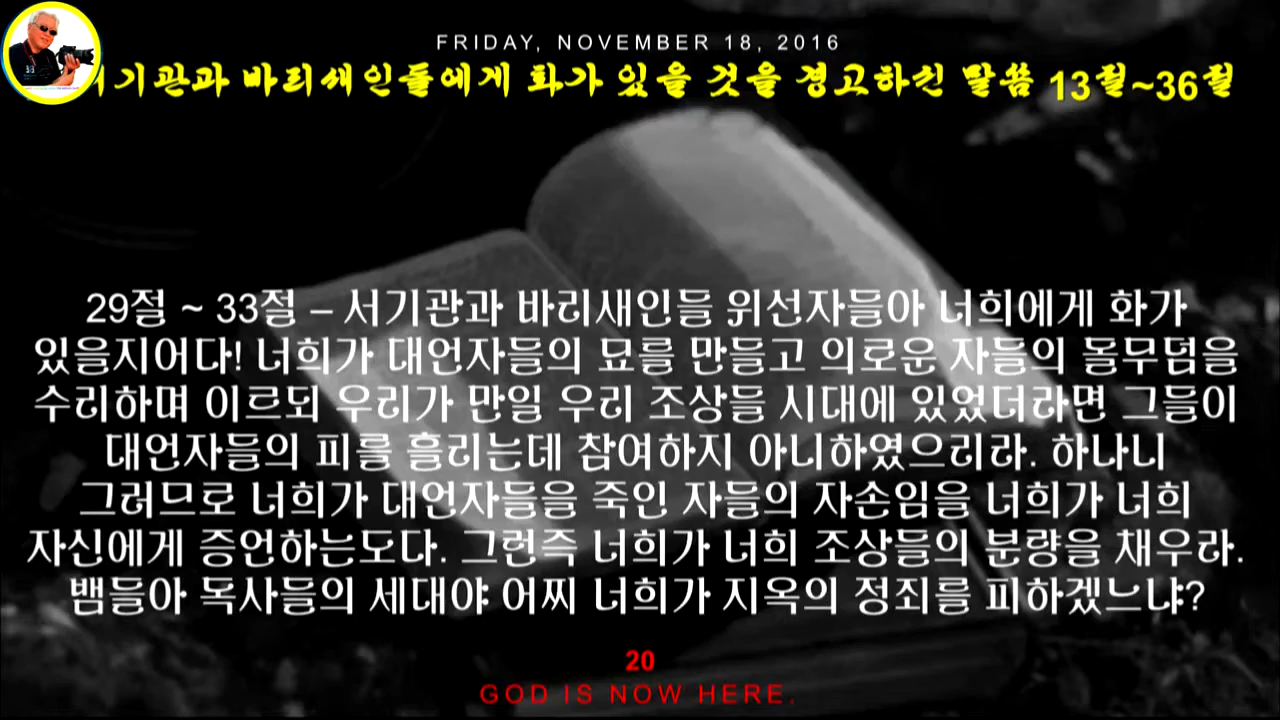 FRIDAY, NOVEMBER 18, 2016
서기관과 바리새인들에게 화가 있을 것을 경고하신 말씀 13절~36절
29절 ~ 33절 – 서기관과 바리새인들 위선자들아 너희에게 화가
있을지어다! 너희가 대언자들의 묘를 만들고 의로운 자들의 돌무덤을
수리하며 이르되 우리가 만일 우리 조상들 시대에 있었더라면 그들이
대언자들의 피를 흘리는데 참여하지 아니하였으리라. 하나니
그러므로 너희가 대언자들을 죽인 자들의 자손임을 너희가 너희
자신에게 증언하는도다. 그런즉 너희가 너희 조상들의 분량을 채우라.
뱀들아 독사들의 세대야 어찌 너희가 지옥의 정죄를 피하겠느냐?
20
GOD IS NOW HERE.